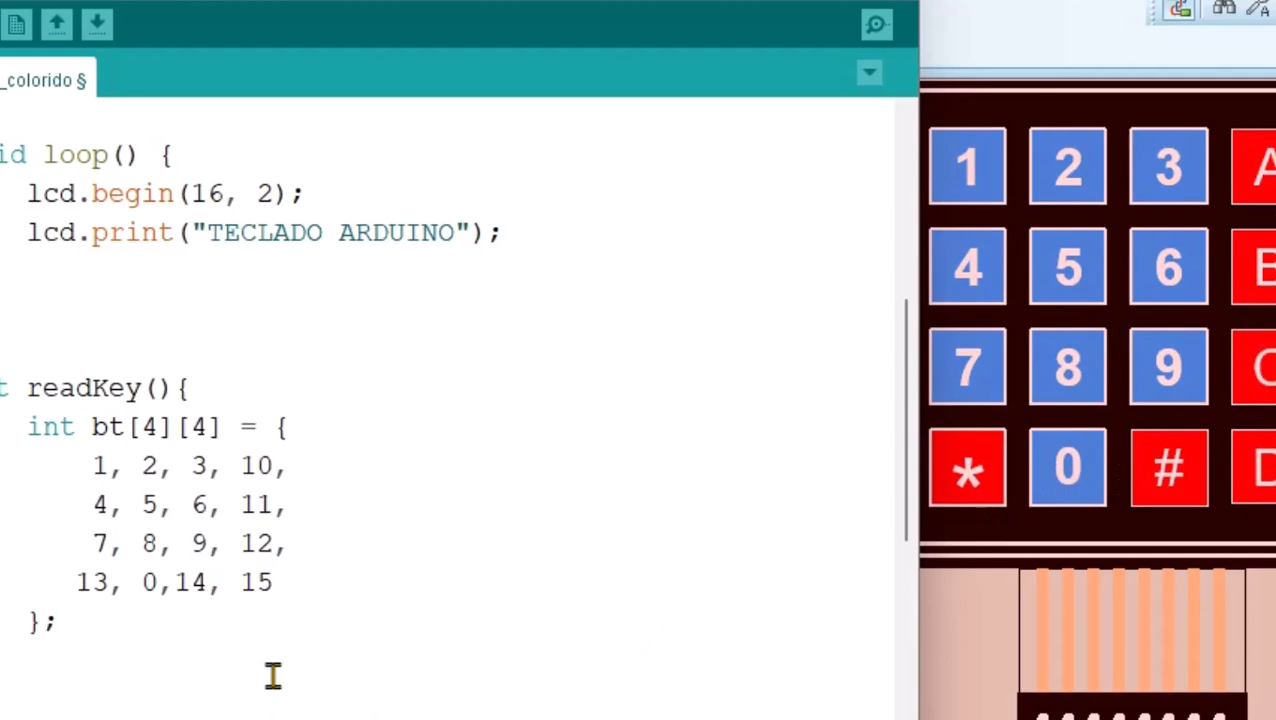 _colorido §
id loop() {
lcd.begin(16, 2);
lcd.print("TECLADO ARDUINO");
t readKey(){
int bt[4][4] = {
1, 2, 3, 10,
4, 5, 6, 11,
7, 8, 9, 12,
13, 0,14, 15
};
1 2 3 A
4 5 6 B
7 8 9 C
* 0 # D